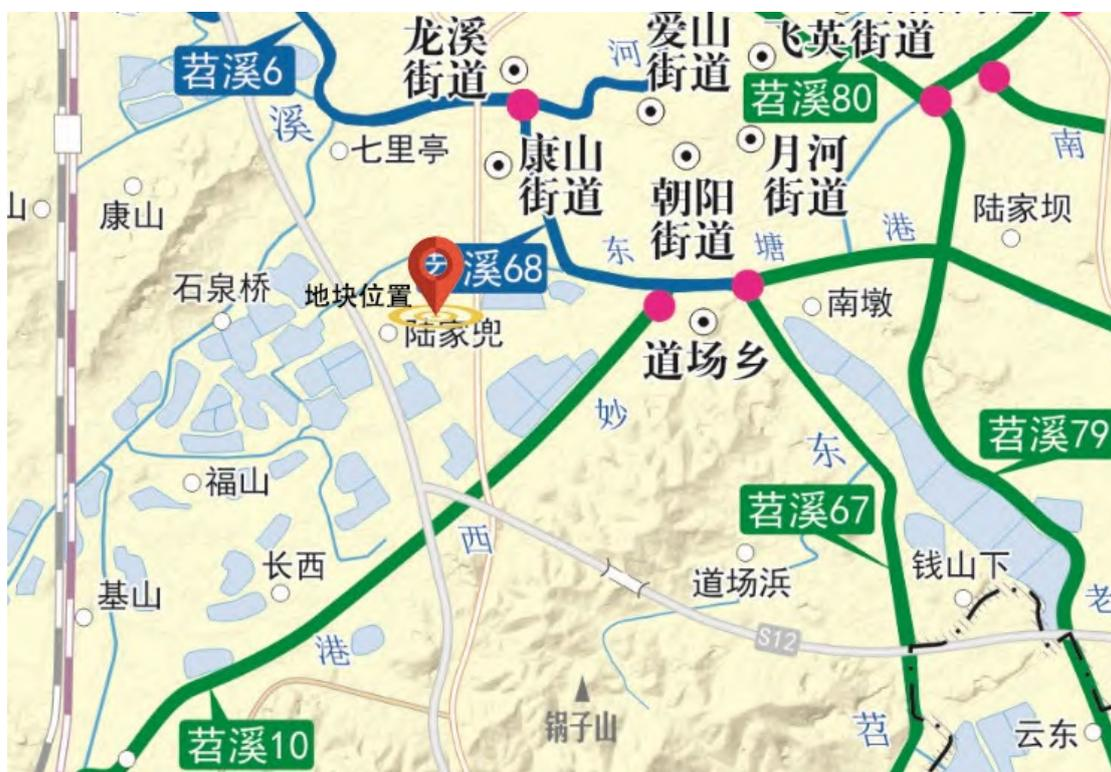 龙溪
街道
河
爱山
街道
飞英街道
苕溪6
苕溪80
溪
七里亭
南
康山
街道
月河
街道
朝阳
街道
山
康山
陆家坝
东
塘
港
溪68
石泉桥
地块位置
陆家兜
南墩
道场乡
妙
东
苕溪79
福山
苕溪67
西
长西
道场浜
钱山下
基山
老
S12
港
锅子山
苕
云东
苕溪10